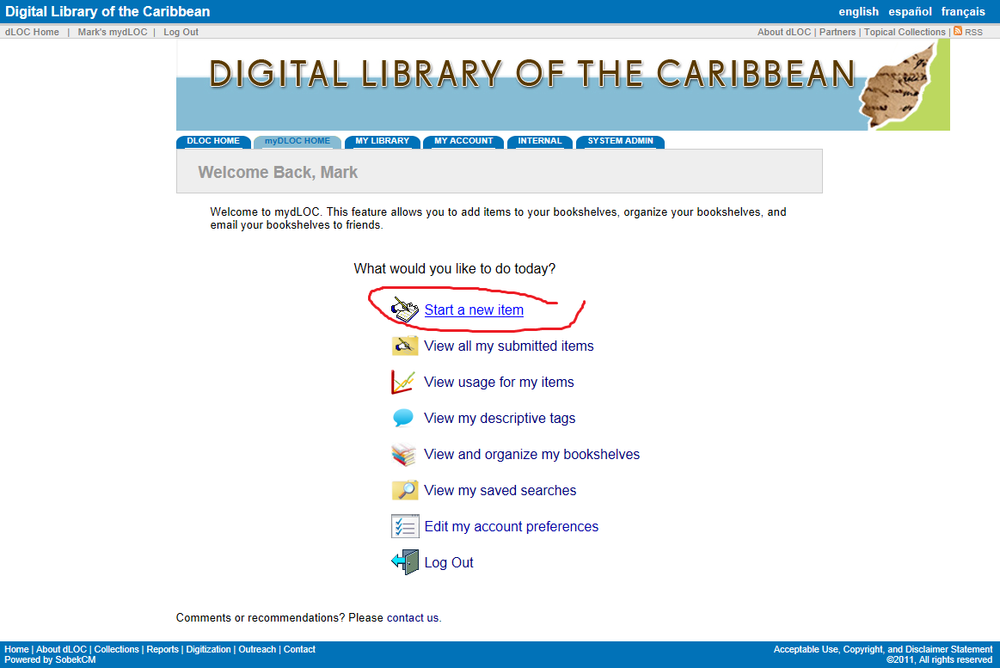 Digital Library of the Caribbean
english español français
dLOC Home | Mark's mydLOC | Log Out
About dLOC | Partners | Topical Collections | RSS
DIGITAL LIBRARY OF THE CARIBBEAN
DLOC HOME myDLOC HOME MY LIBRARY MY ACCOUNT INTERNAL SYSTEM ADMIN
Welcome Back, Mark
Welcome to mydLOC. This feature allows you to add items to your bookshelves, organize your bookshelves, and
email your bookshelves to friends.
What would you like to do today?
Start a new item
View all my submitted items
View usage for my items
View my descriptive tags
View and organize my bookshelves
View my saved searches
Edit my account preferences
Log Out
Comments or recommendations? Please contact us.
Home | About dLOC | Collections | Reports | Digitization | Outreach | Contact
Powered by SobekCM
Acceptable Use, Copyright, and Disclaimer Statement
©2011, All rights reserved